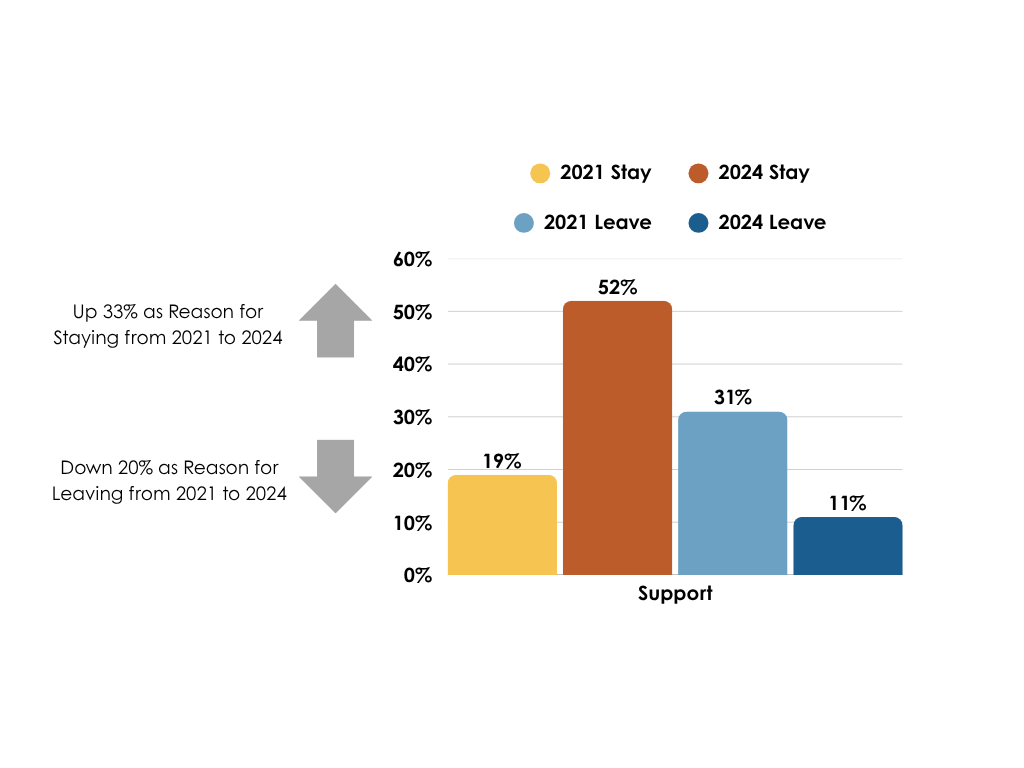 2021 Stay
2024 Stay
2021 Leave
2024 Leave
60%
50%
40%
30%
20%
10%
0%
19%
52%
31%
11%
Support
Up 33% as Reason for
Staying from 2021 to 2024
Down 20% as Reason for
Leaving from 2021 to 2024